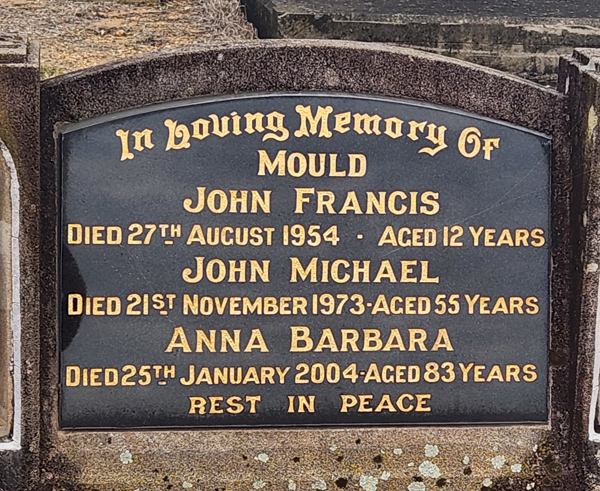 In Loving Memory Of
MOULD
JOHN FRANCIS
DIED 27TH AUGUST 1954 - AGED 12 YEARS
JOHN MICHAEL
DIED 21ST NOVEMBER 1973-AGED 55 YEARS
ANNA BARBARA
DIED 25TH JANUARY 2004-AGED 83 YEARS
REST IN PEACE